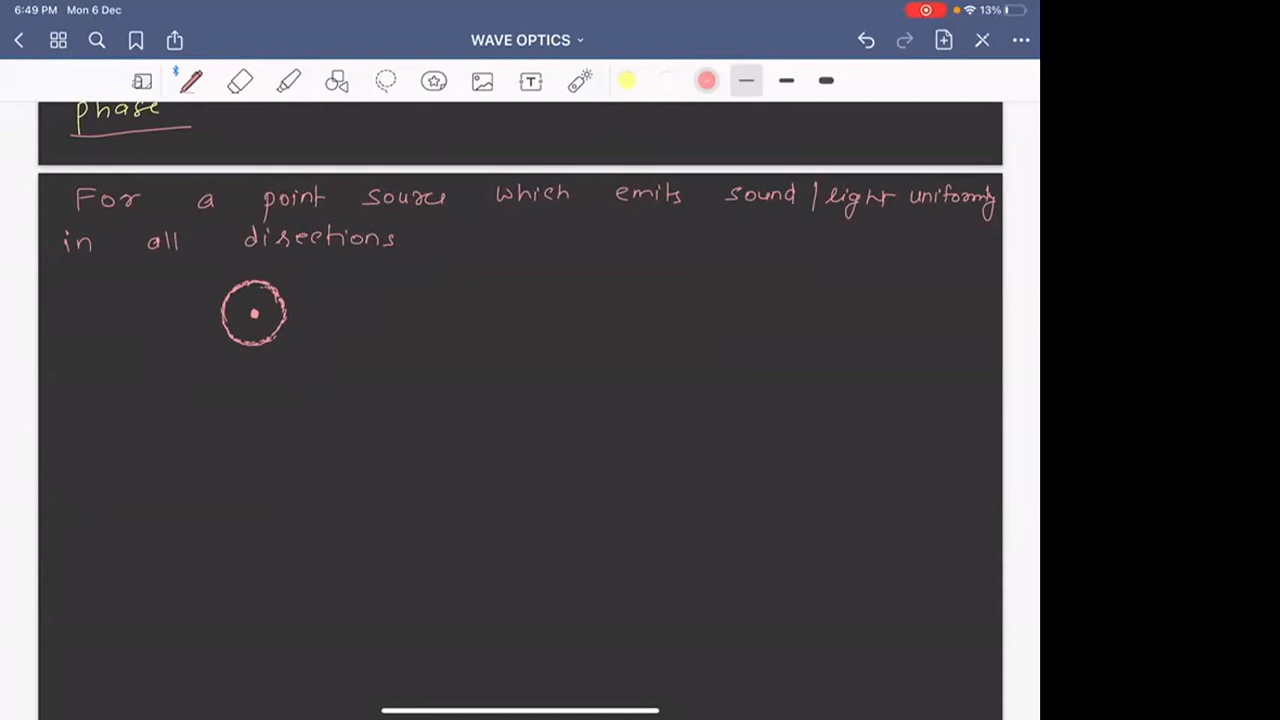 6:49 PM Mon 6 Dec
13%
WAVE OPTICS
T
phase
For a point source which emits sound / light uniformly
in all directions